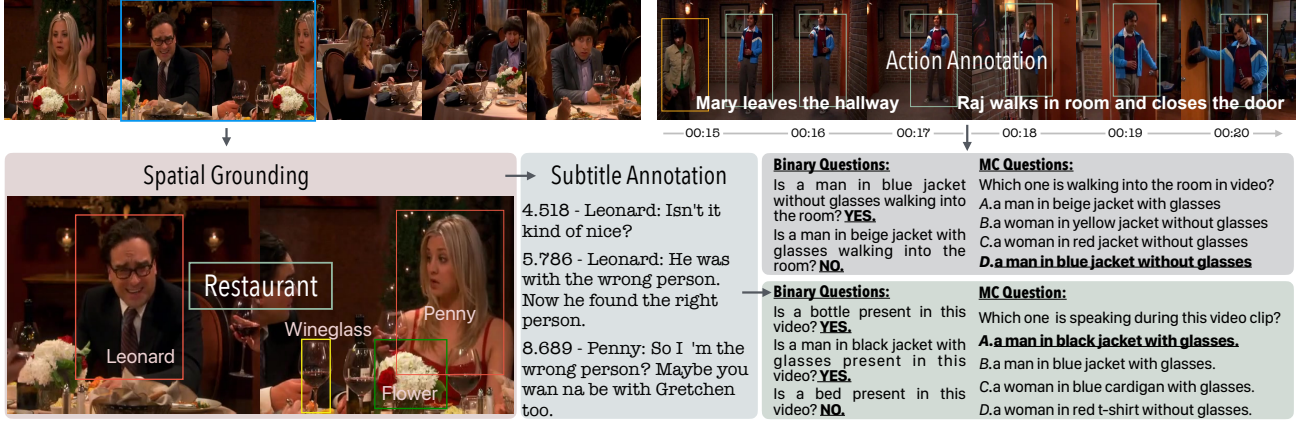 Action Annotation
Mary leaves the hallway
Raj walks in room and closes the door
00:15
00:16
00:17
00:18
00:19
00:20
Spatial Grounding
Restaurant
Leonard
Wineglass
Penny
Flower
Subtitle Annotation
4.518 - Leonard: Isn't it
kind of nice?
5.786 - Leonard: He was
with the wrong person.
Now he found the right
person.
8.689 - Penny: So I 'm the
wrong person? Maybe you
wan na be with Gretchen
too.
Binary Questions:
Is a man in blue jacket
without glasses walking into
the room? YES.
Is a man in beige jacket with
glasses walking into the
room? NO.
MC Questions:
Which one is walking into the room in video?
A.a man in beige jacket with glasses
B.a woman in yellow jacket without glasses
C.a woman in red jacket without glasses
D.a man in blue jacket without glasses
Binary Questions:
Is a bottle present in this
video? YES.
Is a man in black jacket with
glasses present in this
video? YES.
Is a bed present in this
video? NO.
MC Question:
Which one is speaking during this video clip?
A.a man in black jacket with glasses.
B.a man in blue jacket with glasses.
C.a woman in blue cardigan with glasses.
D.a woman in red t-shirt without glasses.